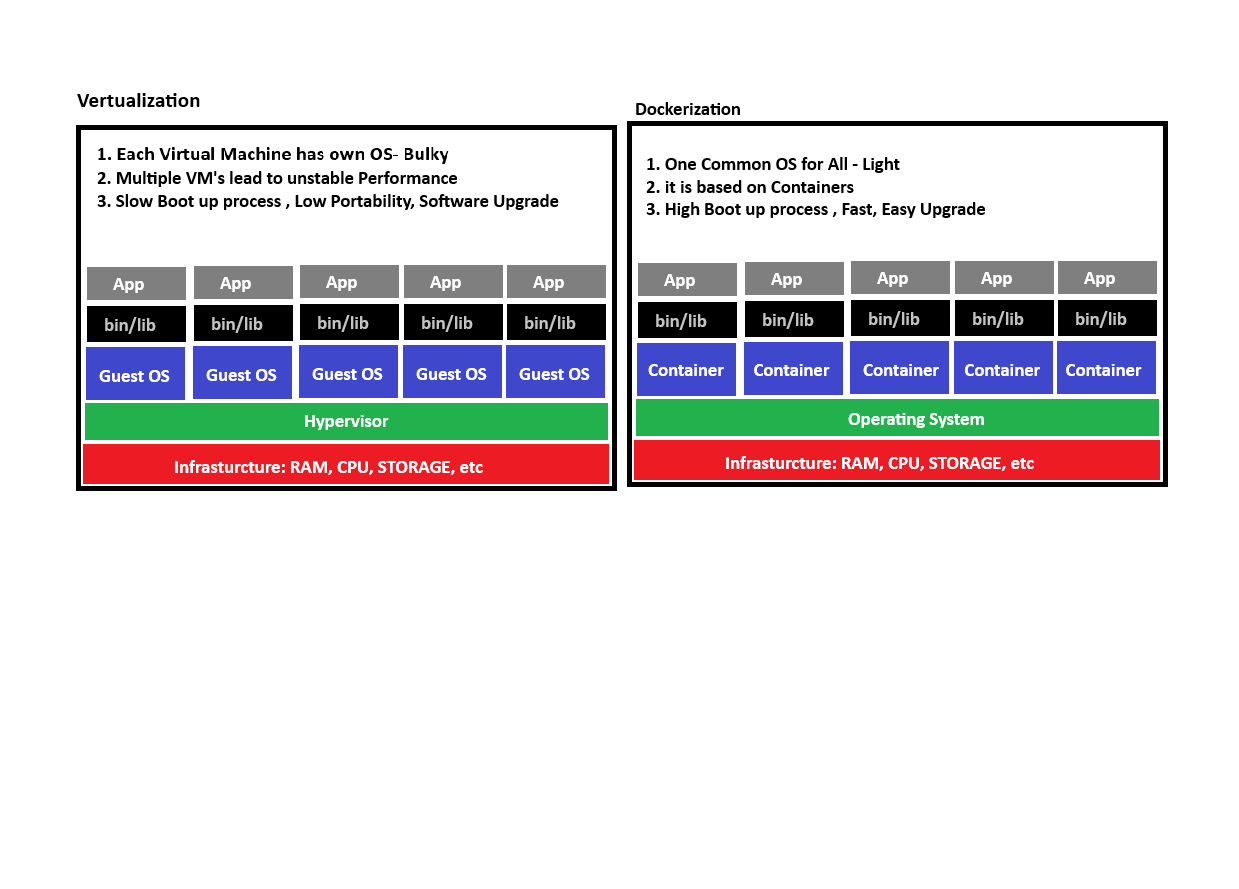 Vertualization
1. Each Virtual Machine has own OS- Bulky
2. Multiple VM's lead to unstable Performance
3. Slow Boot up process , Low Portability, Software Upgrade
App App App App App
bin/lib bin/lib bin/lib bin/lib bin/lib
Guest OS Guest OS Guest OS Guest OS Guest OS
Hypervisor
Infrasturcture: RAM, CPU, STORAGE, etc
Dockerization
1. One Common OS for All - Light
2. it is based on Containers
3. High Boot up process , Fast, Easy Upgrade
App App App App App
bin/lib bin/lib bin/lib bin/lib bin/lib
Container Container Container Container Container
Operating System
Infrasturcture: RAM, CPU, STORAGE, etc